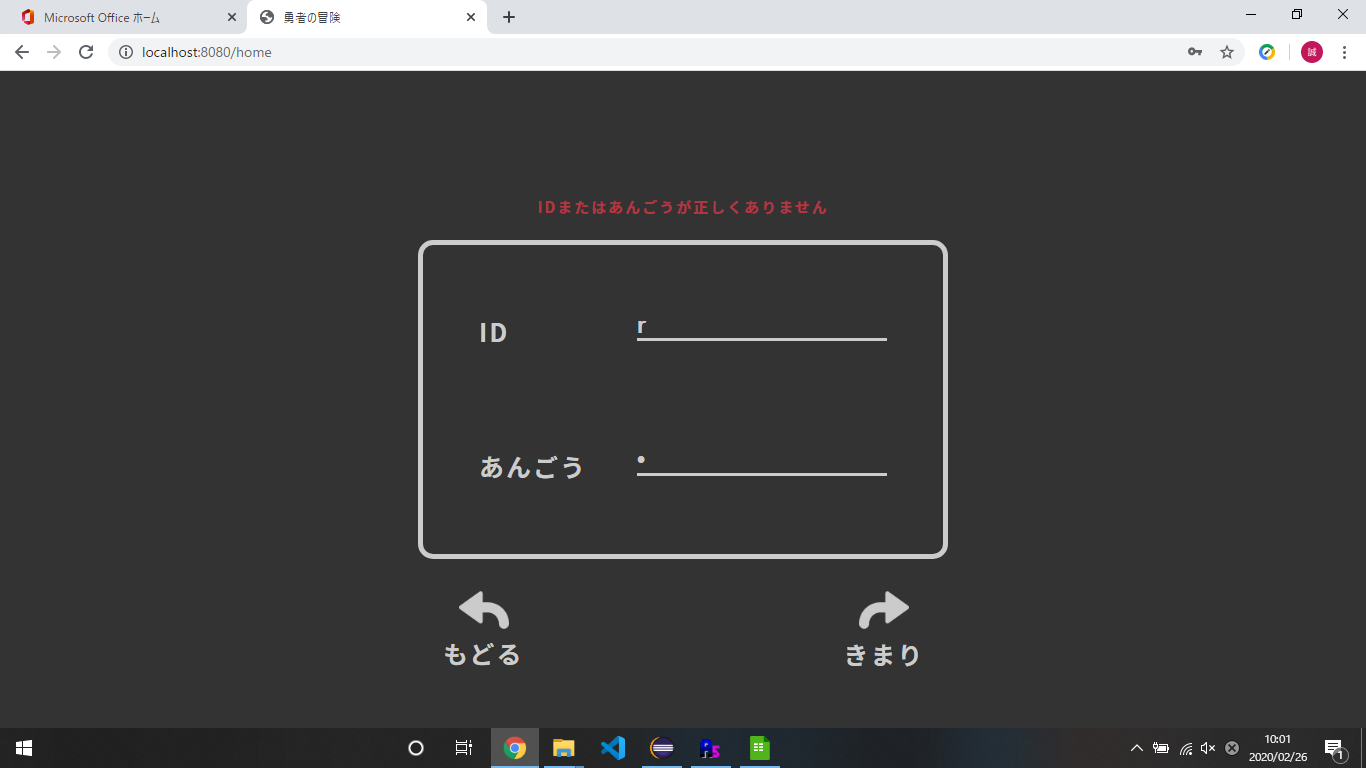 Microsoft Office ホーム
勇者の冒険
localhost:8080/home
誠
IDまたはあんごうが正しくありません
ID
r
あんごう
もどる
きまり
10:01
2020/02/26
1